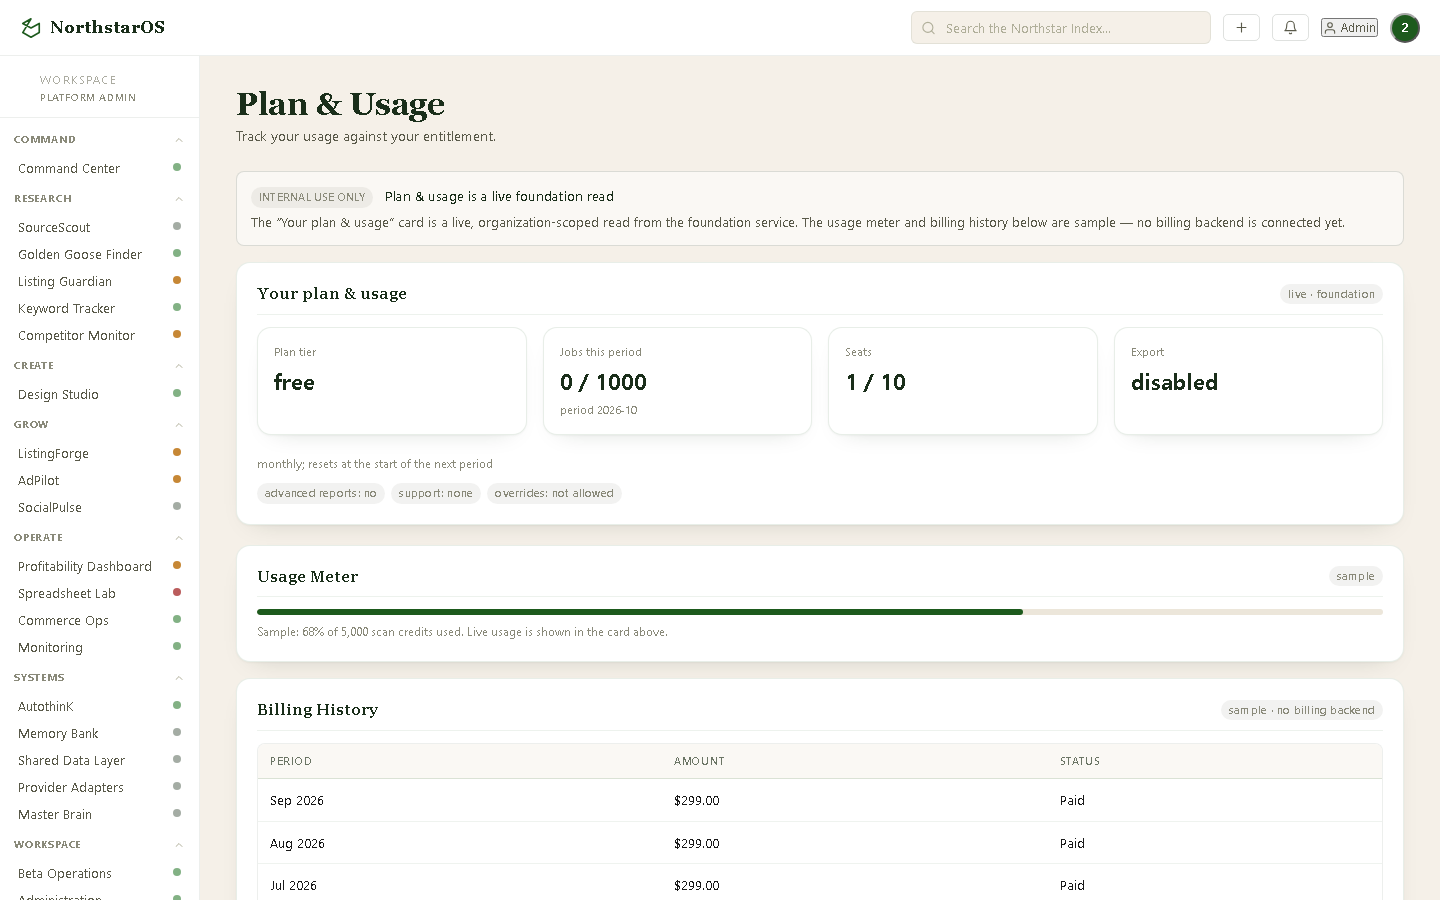 NorthstarOS
Search the Northstar Index...
Admin
2
WORKSPACE
PLATFORM ADMIN
COMMAND
Command Center
RESEARCH
SourceScout
Golden Goose Finder
Listing Guardian
Keyword Tracker
Competitor Monitor
CREATE
Design Studio
GROW
ListingForge
AdPilot
SocialPulse
OPERATE
Profitability Dashboard
Spreadsheet Lab
Commerce Ops
Monitoring
SYSTEMS
AutothinK
Memory Bank
Shared Data Layer
Provider Adapters
Master Brain
WORKSPACE
Beta Operations
Administration
Plan & Usage
Track your usage against your entitlement.
INTERNAL USE ONLY Plan & usage is a live foundation read
The "Your plan & usage" card is a live, organization-scoped read from the foundation service. The usage meter and billing history below are sample — no billing backend is connected yet.
Your plan & usage
live · foundation
Plan tier
free
Jobs this period
0 / 1000
period 2026-10
Seats
1 / 10
Export
disabled
monthly; resets at the start of the next period
advanced reports: no support: none overrides: not allowed
Usage Meter
sample
Sample: 68% of 5,000 scan credits used. Live usage is shown in the card above.
Billing History
sample · no billing backend
PERIOD AMOUNT STATUS
Sep 2026 $299.00 Paid
Aug 2026 $299.00 Paid
Jul 2026 $299.00 Paid